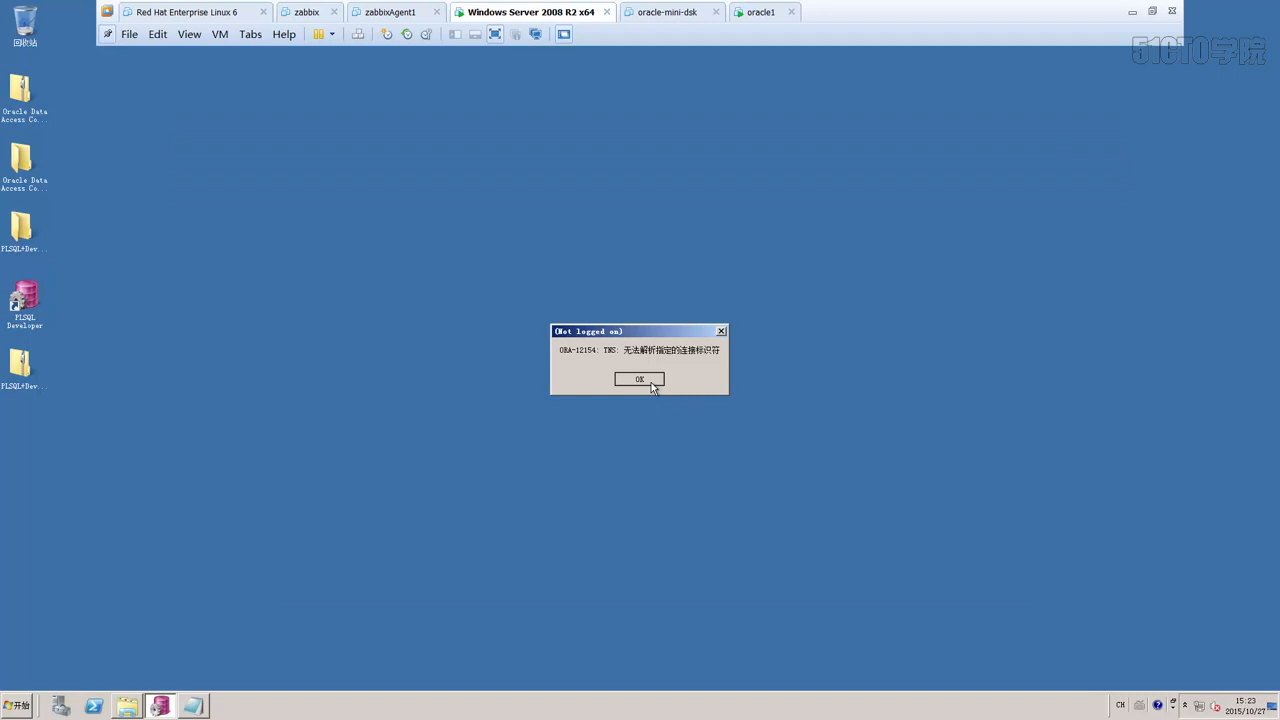 Red Hat Enterprise Linux 6
zabbix
zabbixAgent1
Windows Server 2008 R2 x64
oracle-mini-dsk
oracle1
File Edit View VM Tabs Help
51CTO学院
回收站
Oracle Data
Access Co...
Oracle Data
Access Co...
PLSQL+Dev...
PLSQL
Developer
PLSQL+Dev...
(Not logged on)
ORA-12154: TNS: 无法解析指定的连接标识符
OK
开始
CH
15:23
2015/10/27